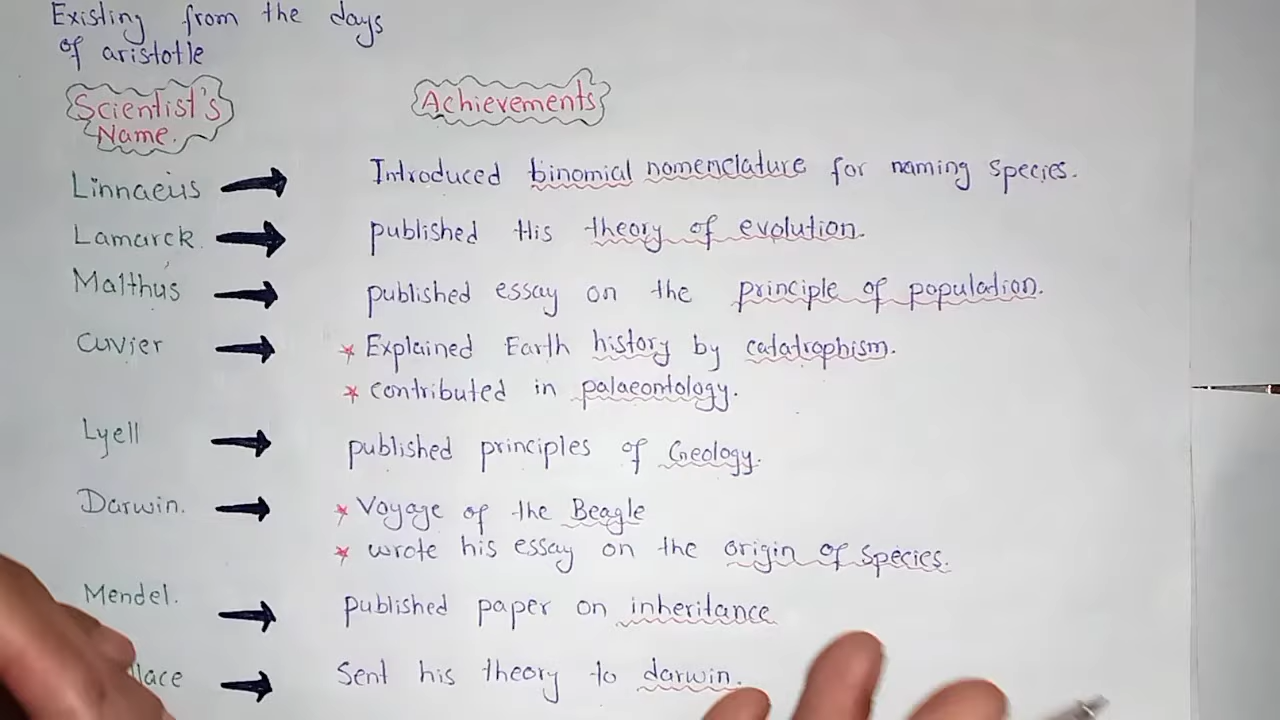 Existing from the days
of aristotle
Scientist's Achievements
Name.
Linnaeus → Introduced binomial nomenclature for naming species.
Lamarck. → published His theory of evolution.
Malthus → published essay on the principle of population.
Cuvier → * Explained Earth history by catatrophism.
* contributed in palaeontology.
Lyell → published principles of Geology.
Darwin. → * Voyage of the Beagle
* wrote his essay on the origin of species.
Mendel. → published paper on inheritance
lace → Sent his theory to darwin.